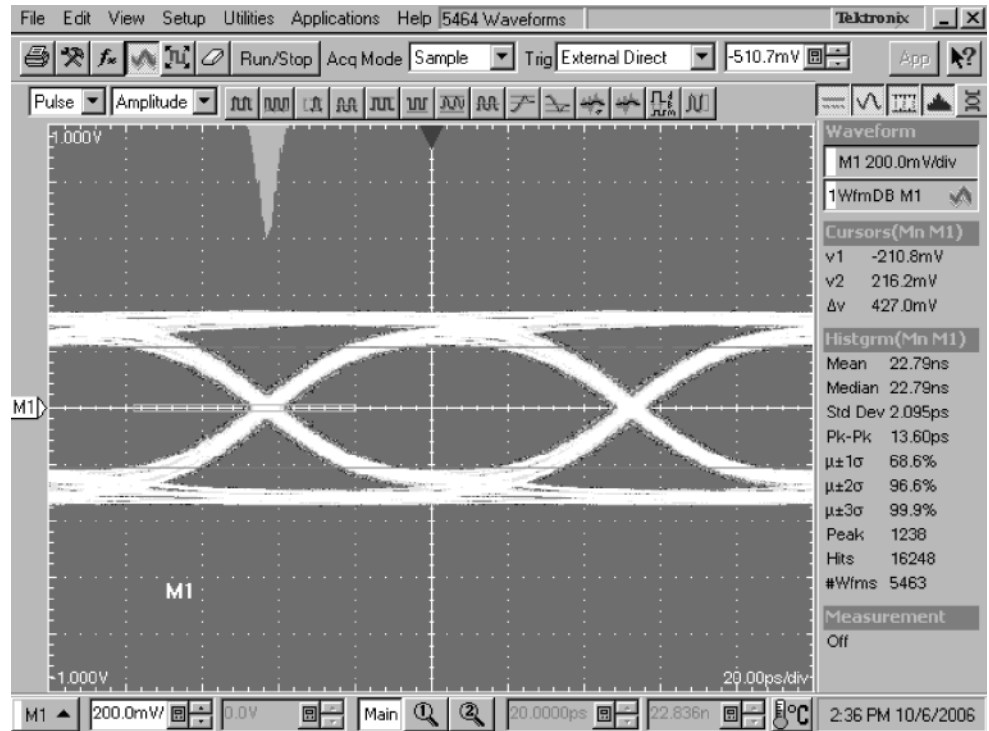 File Edit View Setup Utilities Applications Help 5464 Waveforms Tektronix
Run/Stop Acq Mode Sample Trig External Direct -510.7mV App
Pulse Amplitude
1.000V
Waveform
M1 200.0mV/div
1 WfmDB M1
Cursors(Mn M1)
v1 -210.8mV
v2 216.2mV
Δv 427.0mV
Histgrm(Mn M1)
Mean 22.79ns
Median 22.79ns
M1
Std Dev 2.095ps
Pk-Pk 13.60ps
µ±1σ 68.6%
µ±2σ 96.6%
µ±3σ 99.9%
Peak 1238
Hits 16248
#Wfms 5463
M1
Measurement
Off
-1.000V
20.00ps/div
M1 200.0mV/ 0.0V Main 1 2 20.0000ps 22.836n °C 2:36 PM 10/6/2006